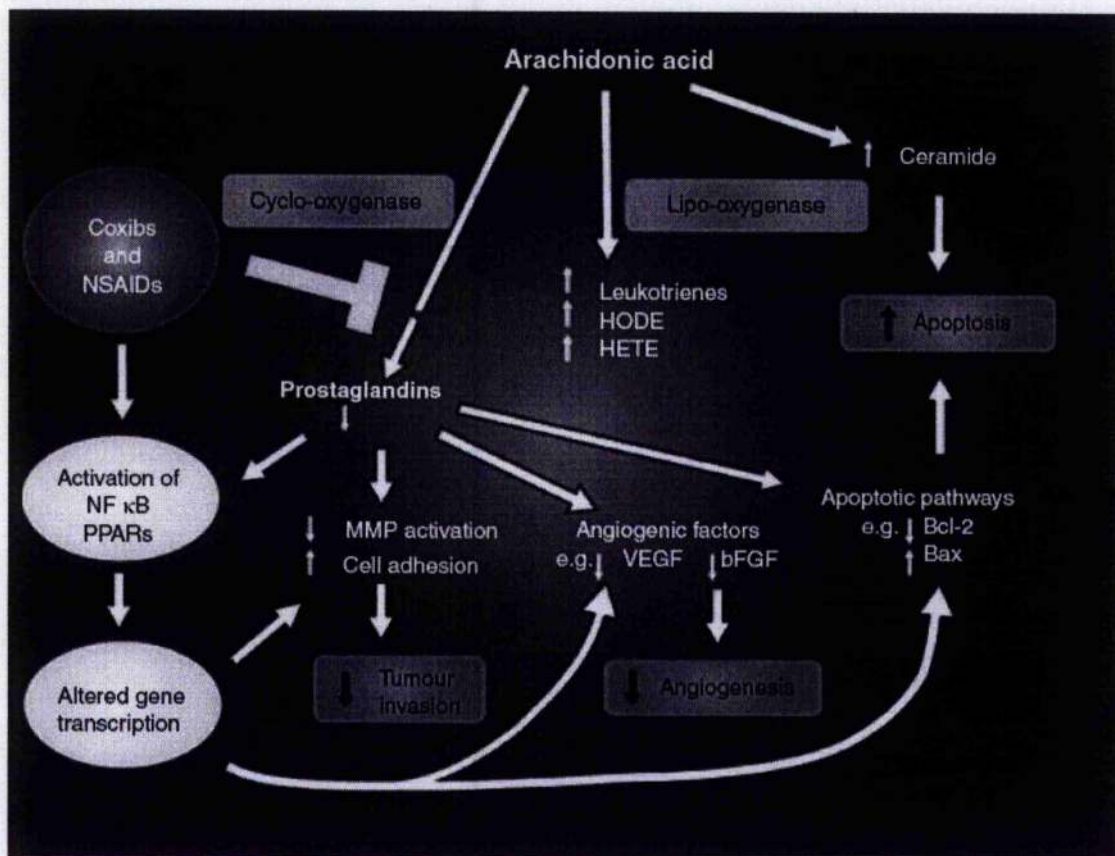 Arachidonic acid
↑ Ceramide
Cyclo-oxygenase
Lipo-oxygenase
Coxibs
and
NSAIDs
↑ Leukotrienes
↑ HODE
↑ HETE
↑ Apoptosis
Prostaglandins
↓
Activation of
NF κB
PPARs
↓ MMP activation
↑ Cell adhesion
Angiogenic factors
e.g. ↓ VEGF ↓ bFGF
Apoptotic pathways
e.g. ↓ Bcl-2
↑ Bax
Altered gene
transcription
↓ Tumour
invasion
↓ Angiogenesis